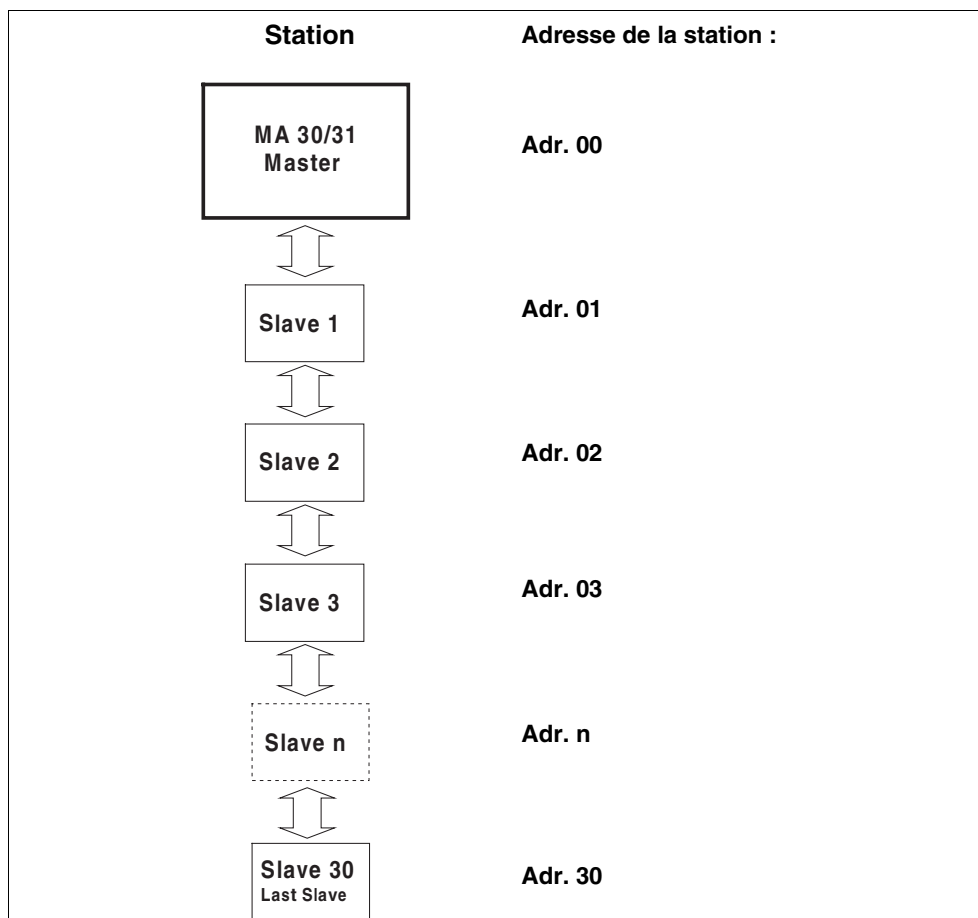 Station Adresse de la station :
MA 30/31
Master
Adr. 00
Slave 1 Adr. 01
Slave 2 Adr. 02
Slave 3 Adr. 03
Slave n Adr. n
Slave 30
Last Slave
Adr. 30